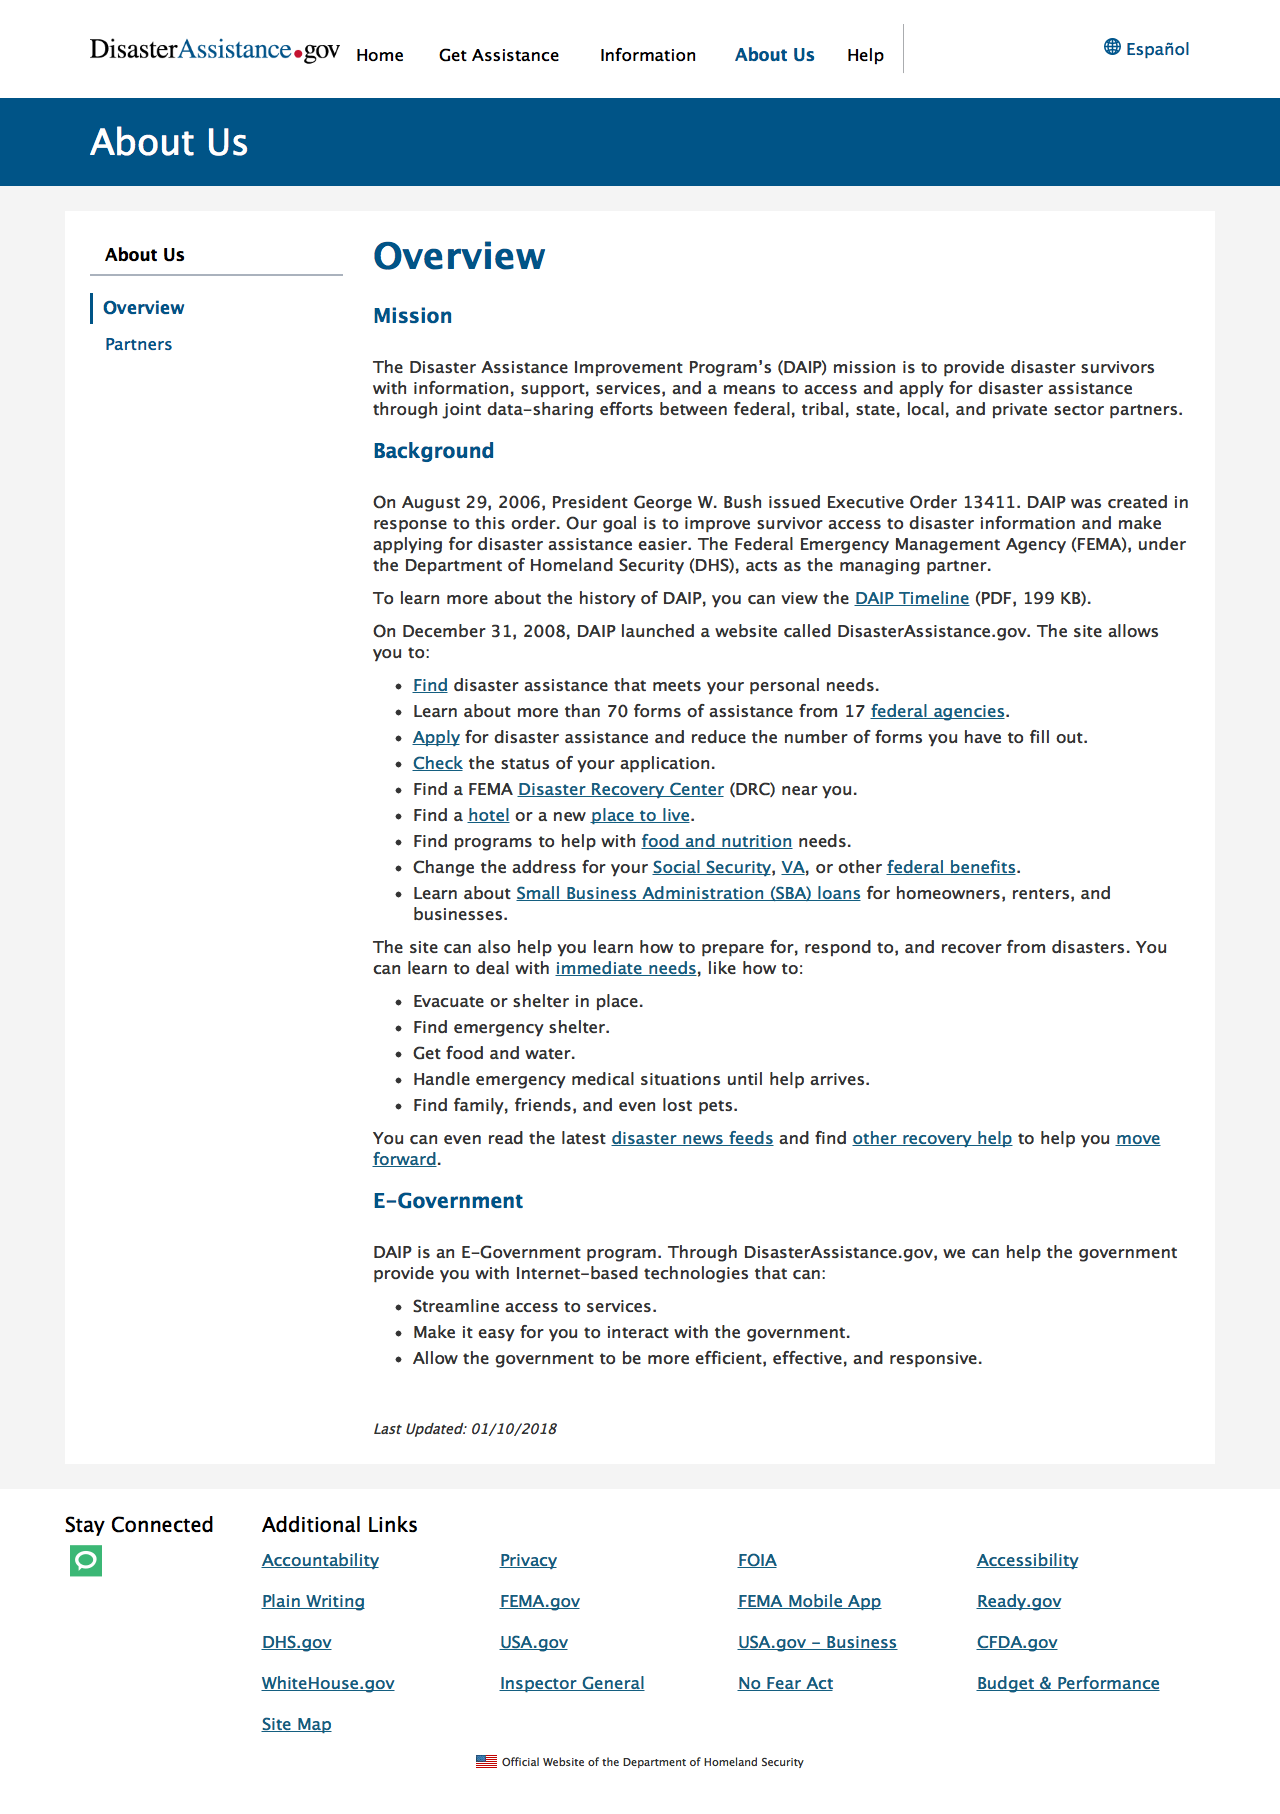 DisasterAssistance.gov Home Get Assistance Information About Us Help Español
About Us
About Us
Overview
Partners
Overview
Mission
The Disaster Assistance Improvement Program’s (DAIP) mission is to provide disaster survivors
with information, support, services, and a means to access and apply for disaster assistance
through joint data-sharing efforts between federal, tribal, state, local, and private sector partners.
Background
On August 29, 2006, President George W. Bush issued Executive Order 13411. DAIP was created in
response to this order. Our goal is to improve survivor access to disaster information and make
applying for disaster assistance easier. The Federal Emergency Management Agency (FEMA), under
the Department of Homeland Security (DHS), acts as the managing partner.
To learn more about the history of DAIP, you can view the DAIP Timeline (PDF, 199 KB).
On December 31, 2008, DAIP launched a website called DisasterAssistance.gov. The site allows
you to:
• Find disaster assistance that meets your personal needs.
• Learn about more than 70 forms of assistance from 17 federal agencies.
• Apply for disaster assistance and reduce the number of forms you have to fill out.
• Check the status of your application.
• Find a FEMA Disaster Recovery Center (DRC) near you.
• Find a hotel or a new place to live.
• Find programs to help with food and nutrition needs.
• Change the address for your Social Security, VA, or other federal benefits.
• Learn about Small Business Administration (SBA) loans for homeowners, renters, and
businesses.
The site can also help you learn how to prepare for, respond to, and recover from disasters. You
can learn to deal with immediate needs, like how to:
• Evacuate or shelter in place.
• Find emergency shelter.
• Get food and water.
• Handle emergency medical situations until help arrives.
• Find family, friends, and even lost pets.
You can even read the latest disaster news feeds and find other recovery help to help you move
forward.
E-Government
DAIP is an E-Government program. Through DisasterAssistance.gov, we can help the government
provide you with Internet-based technologies that can:
• Streamline access to services.
• Make it easy for you to interact with the government.
• Allow the government to be more efficient, effective, and responsive.
Last Updated: 01/10/2018
Stay Connected Additional Links
Accountability Privacy FOIA Accessibility
Plain Writing FEMA.gov FEMA Mobile App Ready.gov
DHS.gov USA.gov USA.gov - Business CFDA.gov
WhiteHouse.gov Inspector General No Fear Act Budget & Performance
Site Map
Official Website of the Department of Homeland Security